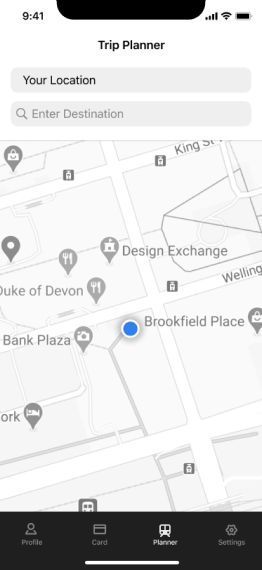 9:41
Trip Planner
Your Location
Enter Destination
King St
Design Exchange
Welling
Duke of Devon
Brookfield Place
Bank Plaza
ork
Profile
Card
Planner
Settings